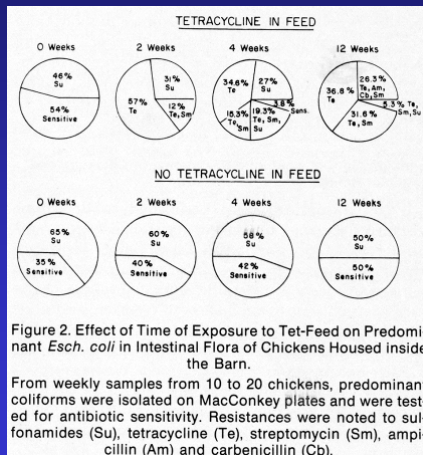 TETRACYCLINE IN FEED
0 Weeks
2 Weeks
4 Weeks
12 Weeks
46%
Su
54%
Sensitive
31%
Su
57%
Te
12%
Te, Sm
34.6%
Te
27%
Su
3.8%
Sens.
15.3%
Te,
Sm
19.3%
Te, Sm,
Su
26.3%
Te, Am,
Cb, Sm
36.8%
Te
5.3% Te,
Sm, Su
31.6%
Te, Sm
NO TETRACYCLINE IN FEED
0 Weeks
2 Weeks
4 Weeks
12 Weeks
65%
Su
35%
Sensitive
60%
Su
40%
Sensitive
58%
Su
42%
Sensitive
50%
Su
50%
Sensitive
Figure 2. Effect of Time of Exposure to Tet-Feed on Predomi-
nant Esch. coli in Intestinal Flora of Chickens Housed inside
the Barn.
From weekly samples from 10 to 20 chickens, predominant
coliforms were isolated on MacConkey plates and were test-
ed for antibiotic sensitivity. Resistances were noted to sul-
fonamides (Su), tetracycline (Te), streptomycin (Sm), ampi-
cillin (Am) and carbenicillin (Cb).